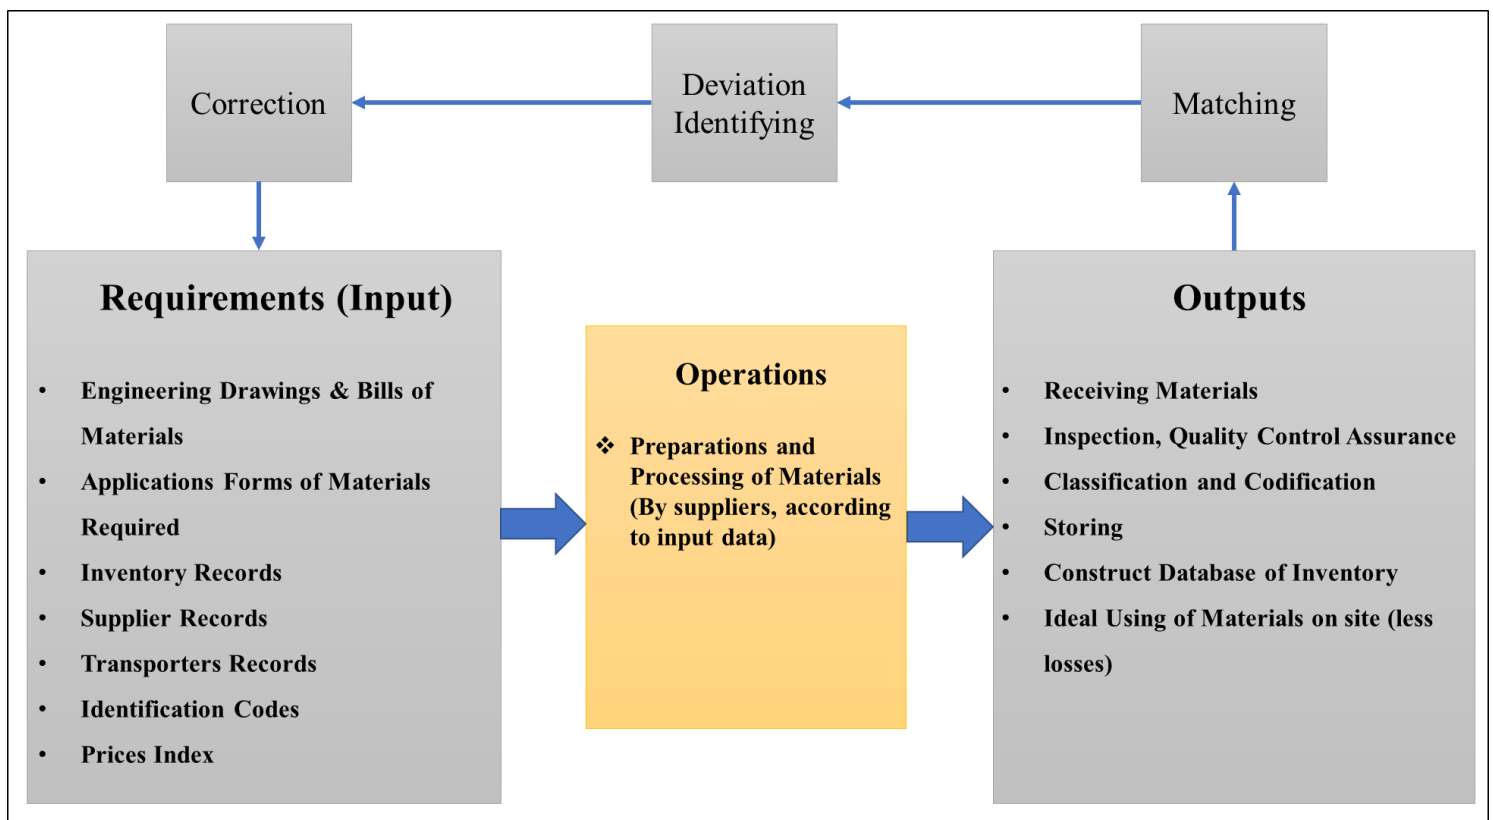 Correction
Deviation
Identifying
Matching
Requirements (Input)
• Engineering Drawings & Bills of
Materials
• Applications Forms of Materials
Required
• Inventory Records
• Supplier Records
• Transporters Records
• Identification Codes
• Prices Index
Operations
❖ Preparations and
Processing of Materials
(By suppliers, according
to input data)
Outputs
• Receiving Materials
• Inspection, Quality Control Assurance
• Classification and Codification
• Storing
• Construct Database of Inventory
• Ideal Using of Materials on site (less
losses)